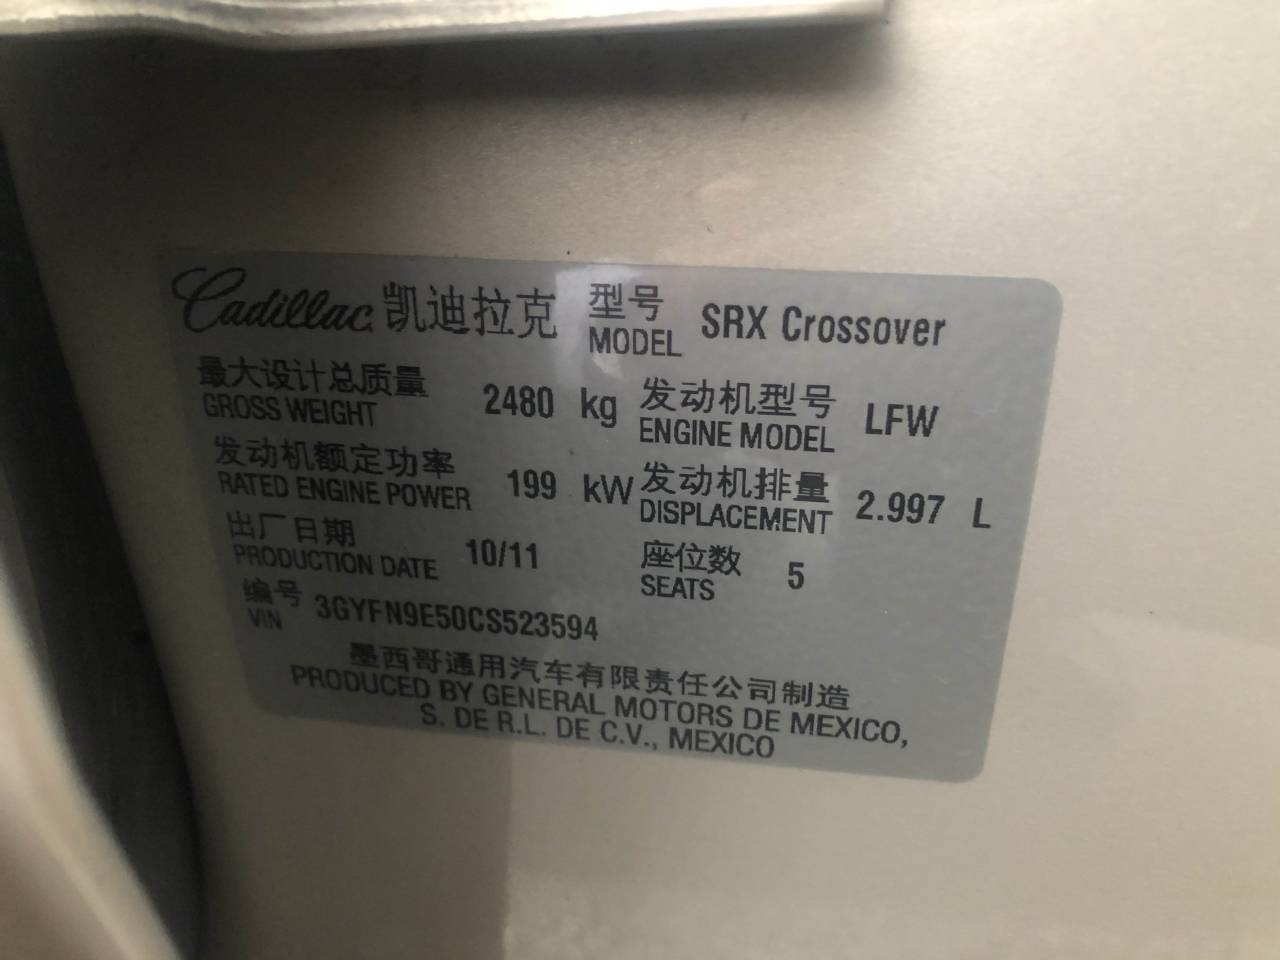 Cadillac 凯迪拉克 型号 MODEL SRX Crossover
最大设计总质量 GROSS WEIGHT 2480 kg 发动机型号 ENGINE MODEL LFW
发动机额定功率 RATED ENGINE POWER 199 kW 发动机排量 DISPLACEMENT 2.997 L
出厂日期 PRODUCTION DATE 10/11 座位数 SEATS 5
编号 VIN 3GYFN9E50CS523594
墨西哥通用汽车有限责任公司制造
PRODUCED BY GENERAL MOTORS DE MEXICO,
S. DE R.L. DE C.V., MEXICO